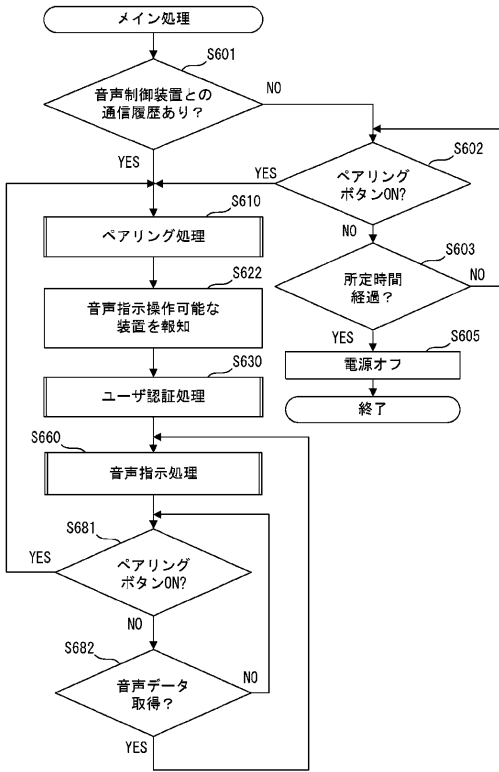 メイン処理
S601
音声制御装置との
通信履歴あり?
NO
YES
S602
ペアリング
ボタンON?
YES
NO
S610
ペアリング処理
S603
所定時間
経過?
NO
YES
S622
音声指示操作可能な
装置を報知
S605
電源オフ
終了
S630
ユーザ認証処理
S660
音声指示処理
S681
ペアリング
ボタンON?
YES
NO
S682
音声データ
取得?
NO
YES